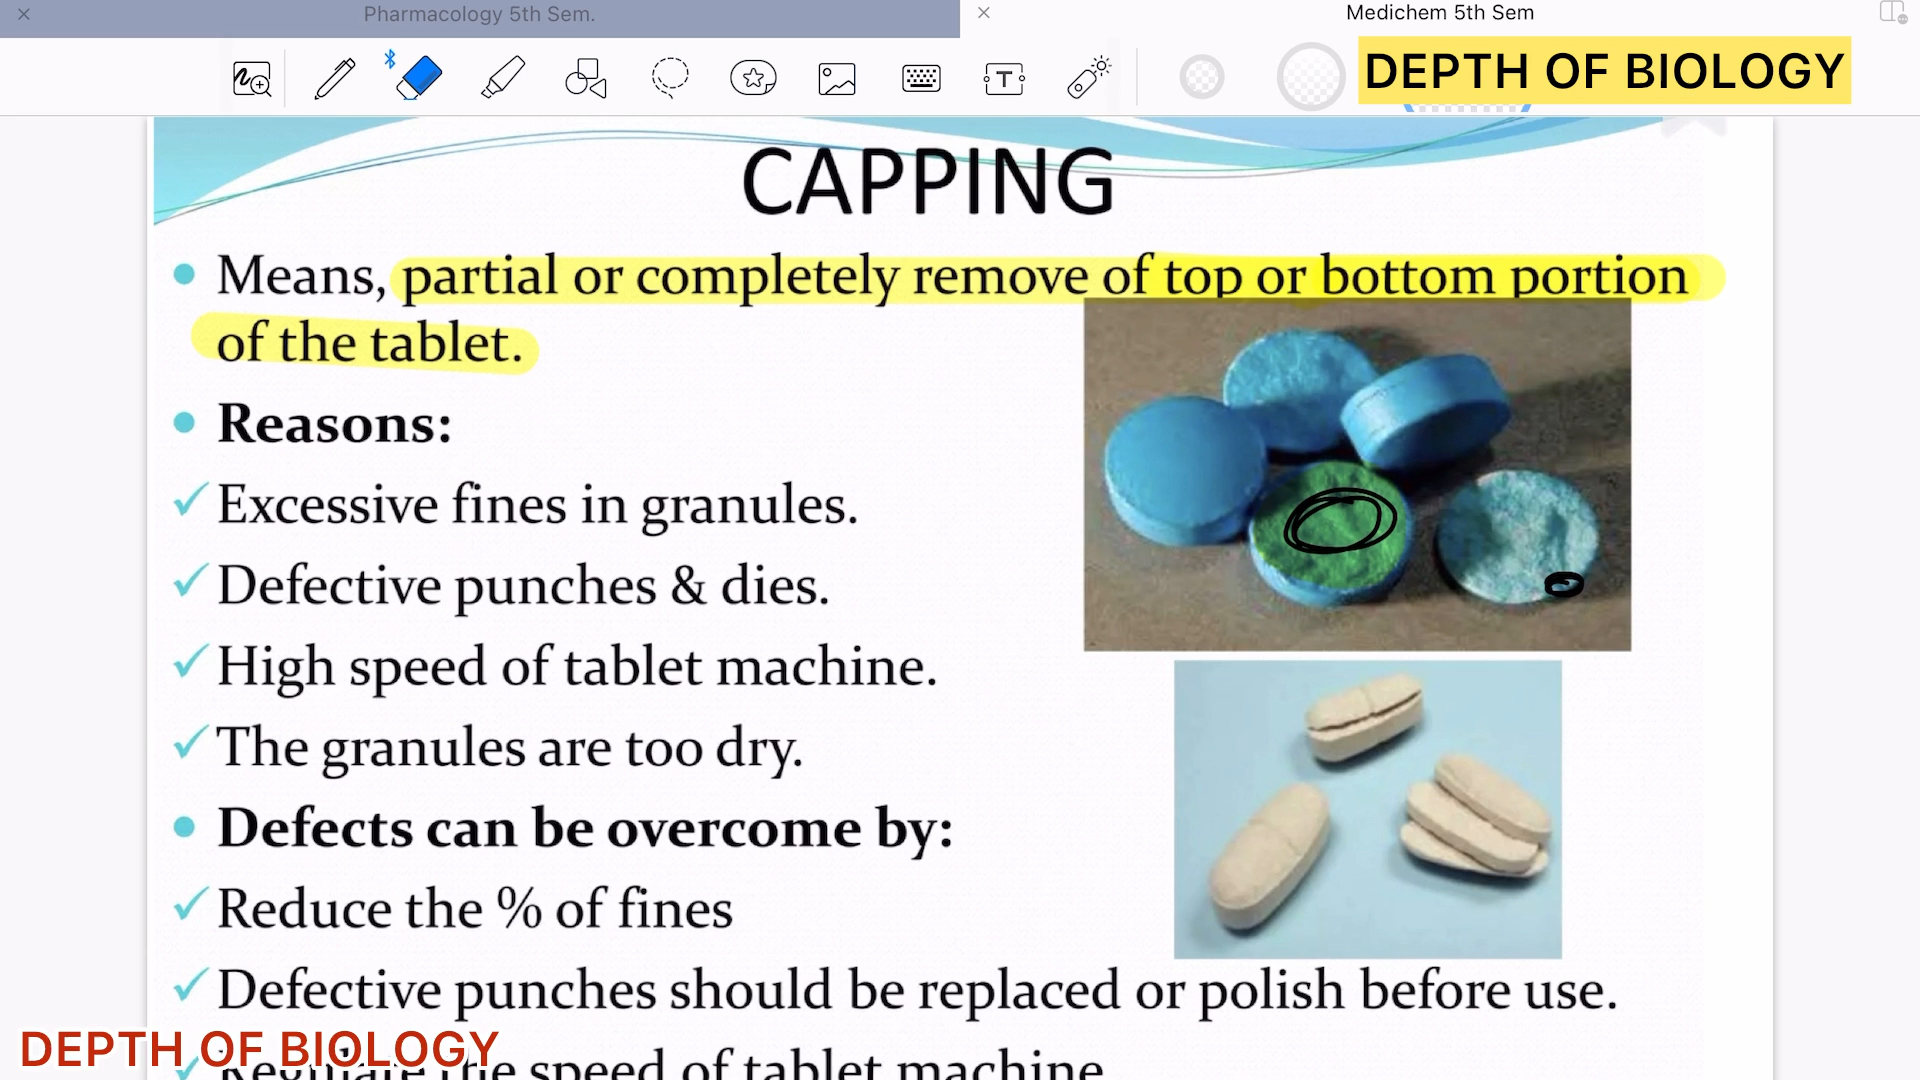 Pharmacology 5th Sem.
Medichem 5th Sem
T
DEPTH OF BIOLOGY
CAPPING
Means, partial or completely remove of top or bottom portion
of the tablet.
Reasons:
Excessive fines in granules.
Defective punches & dies.
High speed of tablet machine.
The granules are too dry.
Defects can be overcome by:
Reduce the % of fines
Defective punches should be replaced or polish before use.
Regulate the speed of tablet machine
DEPTH OF BIOLOGY